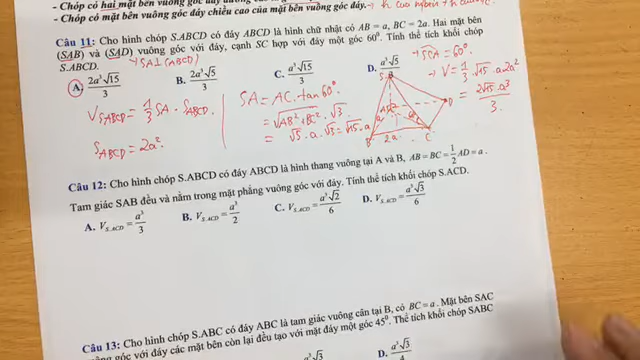 - Chóp có hai mặt bên vuông góc đáy
- Chóp có mặt bên vuông góc đáy chiều cao của mặt bên vuông góc đáy.
Câu 11: Cho hình chóp S.ABCD có đáy ABCD là hình chữ nhật có AB = a, BC = 2a. Hai mặt bên
(SAB) và (SAD) vuông góc với đáy, cạnh SC hợp với đáy một góc 60⁰. Tính thể tích khối chóp
S.ABCD. → SA⊥(ABCD)
A. 2a³√15/3 B. 2a³√5/3 C. a³√15/3 D. a³√5/3
SCA = 60°.
→ V = 1/3 . √15 . a . 2a²
= 2√15 . a³/3.
V SABCD = 1/3 SA . S ABCD
S ABCD = 2a².
SA = AC . tan 60°
= √AB² + BC² . √3
= √5 . a . √3 = √15 . a
S
A
B
C
D
a
2a
Câu 12: Cho hình chóp S.ABCD có đáy ABCD là hình thang vuông tại A và B, AB = BC = 1/2 AD = a.
Tam giác SAB đều và nằm trong mặt phẳng vuông góc với đáy. Tính thể tích khối chóp S.ACD.
A. V S.ACD = a³/3 B. V S.ACD = a³/2 C. V S.ACD = a³√2/6 D. V S.ACD = a³√3/6
Câu 13: Cho hình chóp S.ABC có đáy ABC là tam giác vuông cân tại B, có BC = a. Mặt bên SAC
vuông góc với đáy các mặt bên còn lại đều tạo với mặt đáy một góc 45⁰. Thể tích khối chóp SABC
a³√3 D. a³